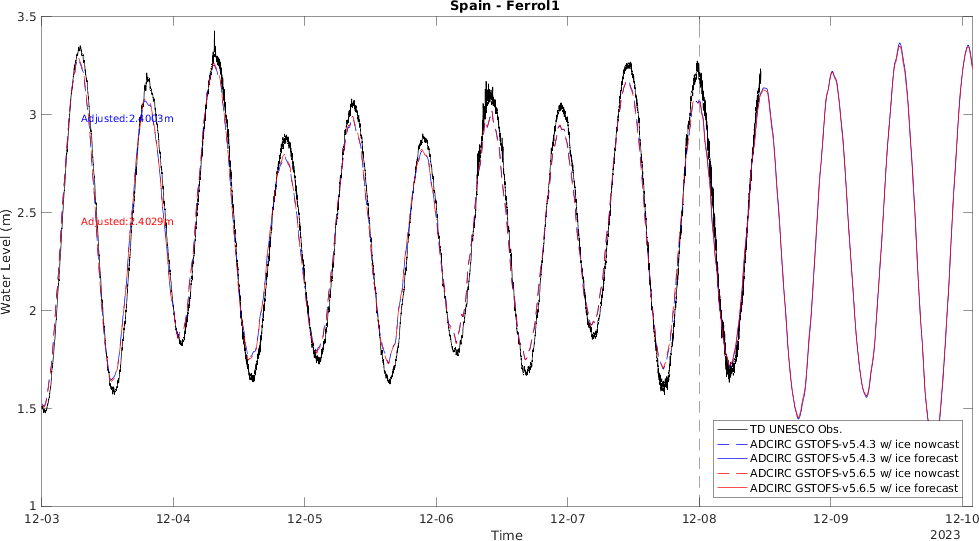 Spain - Ferrol1
3.5
3
2.5
2
1.5
1
Water Level (m)
Adjusted:2.4003m
Adjusted:2.4029m
TD UNESCO Obs.
ADCIRC GSTOFS-v5.4.3 w/ ice nowcast
ADCIRC GSTOFS-v5.4.3 w/ ice forecast
ADCIRC GSTOFS-v5.6.5 w/ ice nowcast
ADCIRC GSTOFS-v5.6.5 w/ ice forecast
12-03 12-04 12-05 12-06 12-07 12-08 12-09 12-10
Time
2023